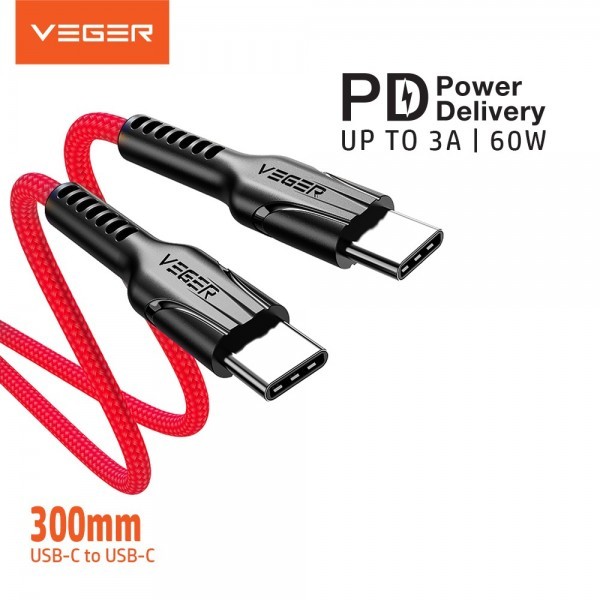 VEGER
PD Power Delivery
UP TO 3A | 60W
VEGER
VEGER
300mm
USB-C to USB-C